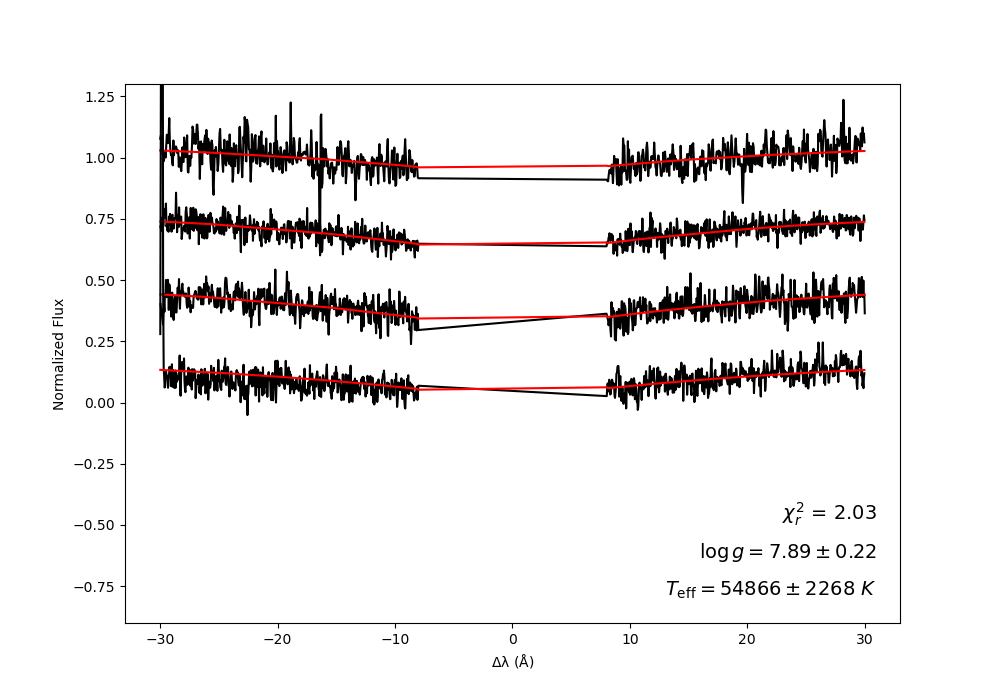 1.25
1.00
0.75
0.50
0.25
0.00
−0.25
−0.50
−0.75
Normalized Flux
χ²ᵣ = 2.03
log g = 7.89 ± 0.22
T_eff = 54866 ± 2268 K
−30 −20 −10 0 10 20 30
Δλ (Å)